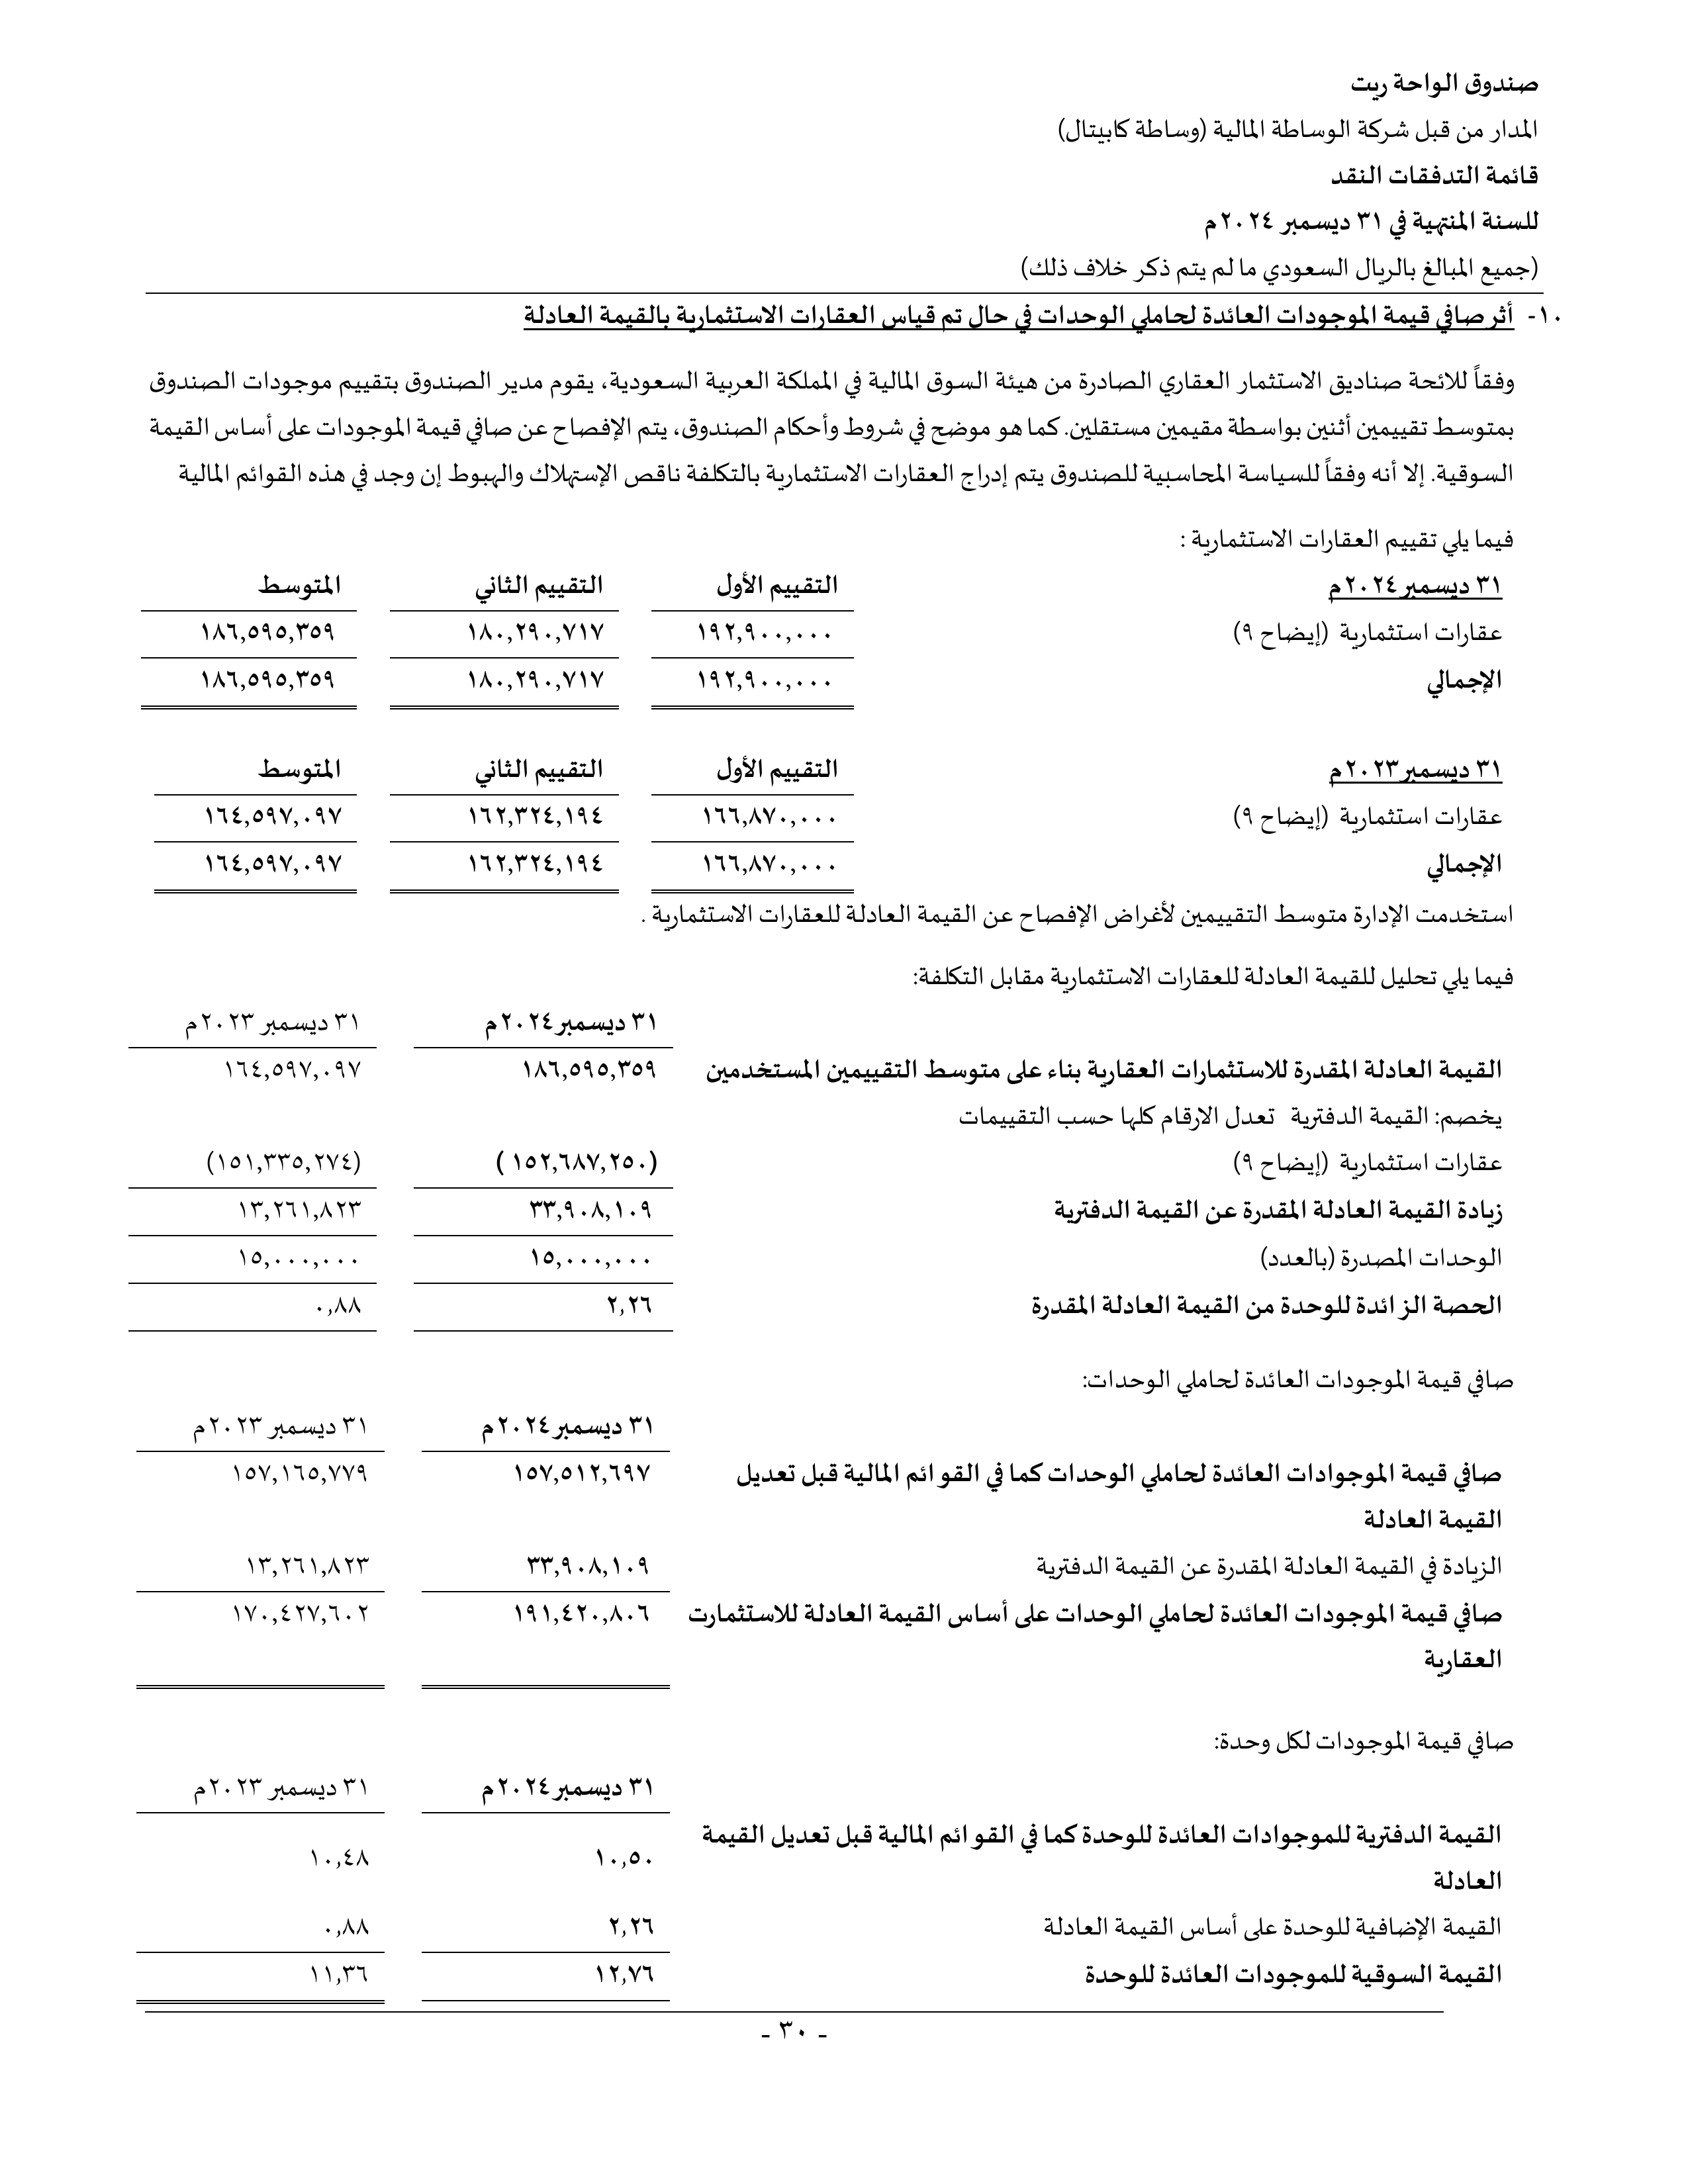 صندوق الواحة ريت
المدار من قبل شركة الوساطة المالية (وساطة كابيتال)
قائمة التدفقات النقد
للسنة المنتهية في ٣١ ديسمبر ٢٠٢٤م
(جميع المبالغ بالريال السعودي ما لم يتم ذكر خلاف ذلك)
١٠- أثر صافي قيمة الموجودات العائدة لحاملي الوحدات في حال تم قياس العقارات الاستثمارية بالقيمة العادلة
وفقاً للائحة صناديق الاستثمار العقاري الصادرة من هيئة السوق المالية في المملكة العربية السعودية، يقوم مدير الصندوق بتقييم موجودات الصندوق
بمتوسط تقييمين أثنين بواسطة مقيمين مستقلين. كما هو موضح في شروط وأحكام الصندوق، يتم الإفصاح عن صافي قيمة الموجودات على أساس القيمة
السوقية. إلا أنه وفقاً للسياسة المحاسبية للصندوق يتم إدراج العقارات الاستثمارية بالتكلفة ناقص الإستهلاك والهبوط إن وجد في هذه القوائم المالية
فيما يلي تقييم العقارات الاستثمارية :
٣١ ديسمبر ٢٠٢٤م التقييم الأول التقييم الثاني المتوسط
عقارات استثمارية (إيضاح ٩) ١٩٢,٩٠٠,٠٠٠ ١٨٠,٢٩٠,٧١٧ ١٨٦,٥٩٥,٣٥٩
الإجمالي ١٩٢,٩٠٠,٠٠٠ ١٨٠,٢٩٠,٧١٧ ١٨٦,٥٩٥,٣٥٩
٣١ ديسمبر ٢٠٢٣م التقييم الأول التقييم الثاني المتوسط
عقارات استثمارية (إيضاح ٩) ١٦٦,٨٧٠,٠٠٠ ١٦٢,٣٢٤,١٩٤ ١٦٤,٥٩٧,٠٩٧
الإجمالي ١٦٦,٨٧٠,٠٠٠ ١٦٢,٣٢٤,١٩٤ ١٦٤,٥٩٧,٠٩٧
استخدمت الإدارة متوسط التقييمين لأغراض الإفصاح عن القيمة العادلة للعقارات الاستثمارية .
فيما يلي تحليل للقيمة العادلة للعقارات الاستثمارية مقابل التكلفة:
٣١ ديسمبر ٢٠٢٤م ٣١ ديسمبر ٢٠٢٣م
القيمة العادلة المقدرة للاستثمارات العقارية بناء على متوسط التقييمين المستخدمين ١٨٦,٥٩٥,٣٥٩ ١٦٤,٥٩٧,٠٩٧
يخصم: القيمة الدفترية تعدل الارقام كلها حسب التقييمات
عقارات استثمارية (إيضاح ٩) (١٥٢,٦٨٧,٢٥٠ ) (١٥١,٣٣٥,٢٧٤)
زيادة القيمة العادلة المقدرة عن القيمة الدفترية ٣٣,٩٠٨,١٠٩ ١٣,٢٦١,٨٢٣
الوحدات المصدرة (بالعدد) ١٥,٠٠٠,٠٠٠ ١٥,٠٠٠,٠٠٠
الحصة الزائدة للوحدة من القيمة العادلة المقدرة ٢,٢٦ ٠,٨٨
صافي قيمة الموجودات العائدة لحاملي الوحدات:
٣١ ديسمبر ٢٠٢٤م ٣١ ديسمبر ٢٠٢٣م
صافي قيمة الموجوادات العائدة لحاملي الوحدات كما في القوائم المالية قبل تعديل ١٥٧,٥١٢,٦٩٧ ١٥٧,١٦٥,٧٧٩
القيمة العادلة
الزيادة في القيمة العادلة المقدرة عن القيمة الدفترية ٣٣,٩٠٨,١٠٩ ١٣,٢٦١,٨٢٣
صافي قيمة الموجودات العائدة لحاملي الوحدات على أساس القيمة العادلة للاستثمارت ١٩١,٤٢٠,٨٠٦ ١٧٠,٤٢٧,٦٠٢
العقارية
صافي قيمة الموجودات لكل وحدة:
٣١ ديسمبر ٢٠٢٤م ٣١ ديسمبر ٢٠٢٣م
القيمة الدفترية للموجوادات العائدة للوحدة كما في القوائم المالية قبل تعديل القيمة
العادلة ١٠,٥٠ ١٠,٤٨
القيمة الإضافية للوحدة على أساس القيمة العادلة ٢,٢٦ ٠,٨٨
القيمة السوقية للموجودات العائدة للوحدة ١٢,٧٦ ١١,٣٦
- ٣٠ -